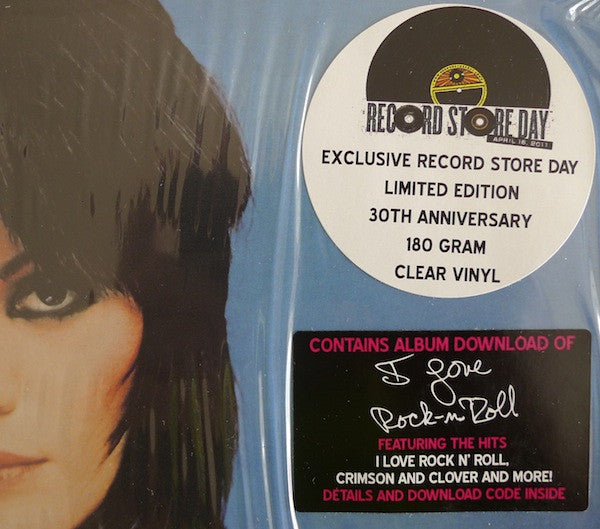 RECORD STORE DAY
APRIL 16, 2011
EXCLUSIVE RECORD STORE DAY
LIMITED EDITION
30TH ANNIVERSARY
180 GRAM
CLEAR VINYL
CONTAINS ALBUM DOWNLOAD OF
I Love
Rock-n Roll
FEATURING THE HITS
I LOVE ROCK N' ROLL,
CRIMSON AND CLOVER AND MORE!
DETAILS AND DOWNLOAD CODE INSIDE